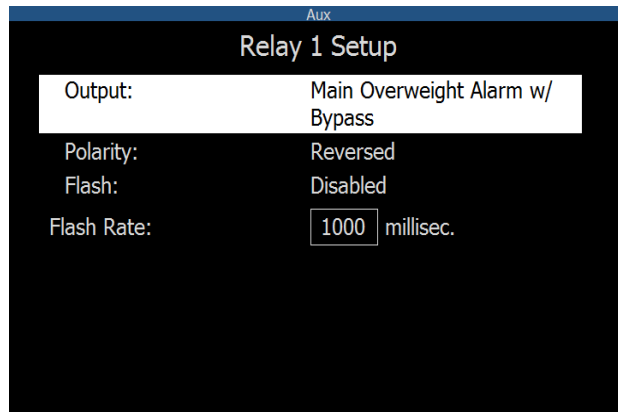 Aux
Relay 1 Setup
Output: Main Overweight Alarm w/
Bypass
Polarity: Reversed
Flash: Disabled
Flash Rate: 1000 millisec.